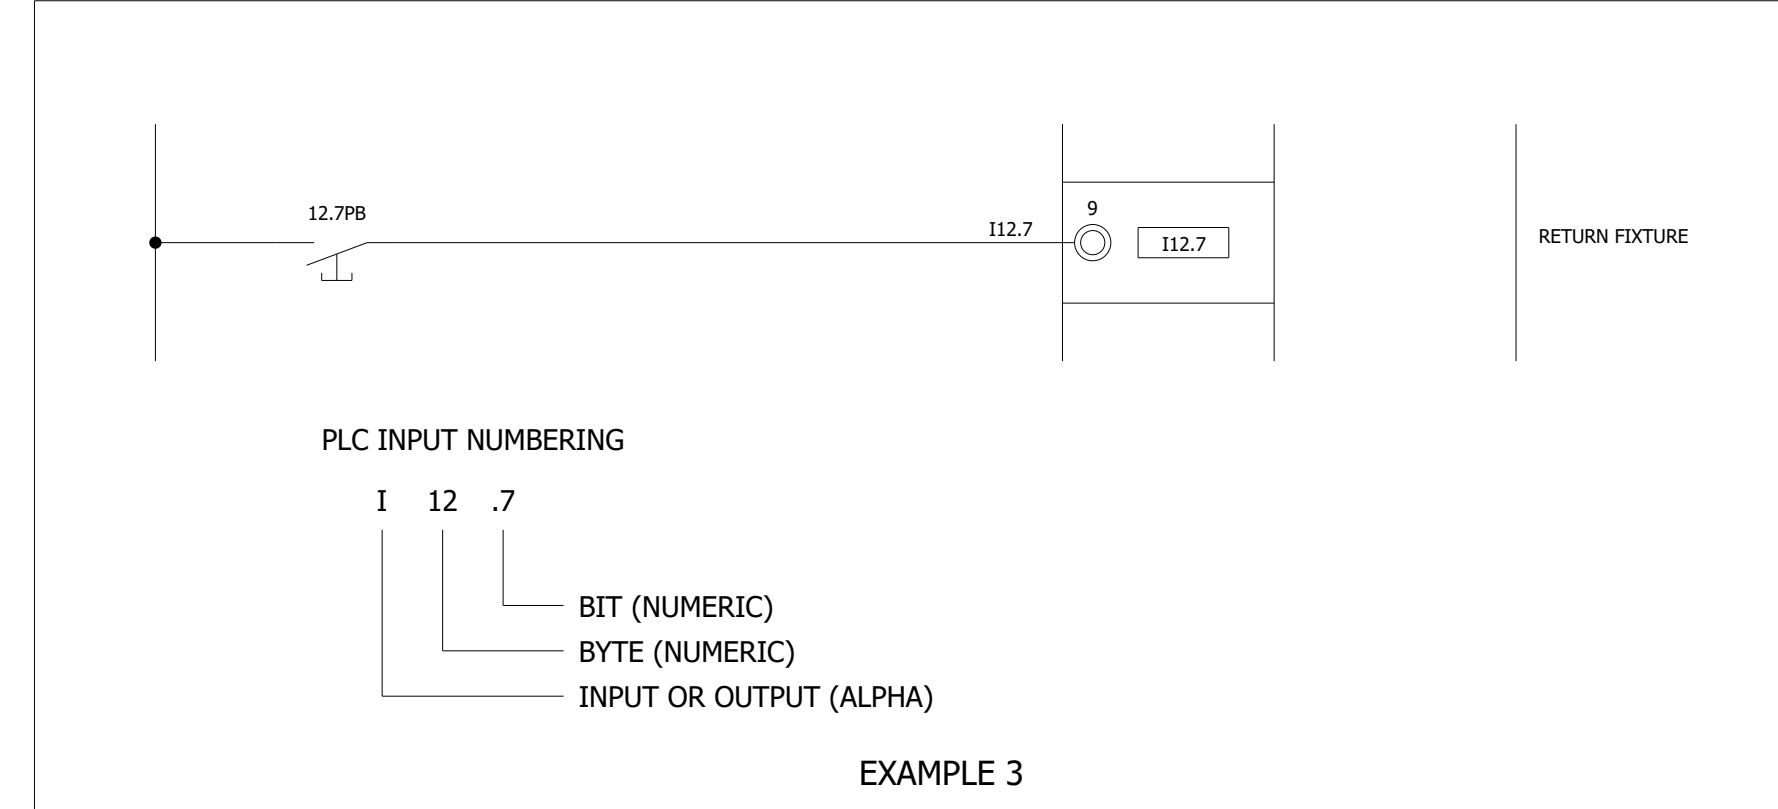 12.7PB
I12.7
9
I12.7
RETURN FIXTURE
PLC INPUT NUMBERING
I 12 .7
BIT (NUMERIC)
BYTE (NUMERIC)
INPUT OR OUTPUT (ALPHA)
EXAMPLE 3